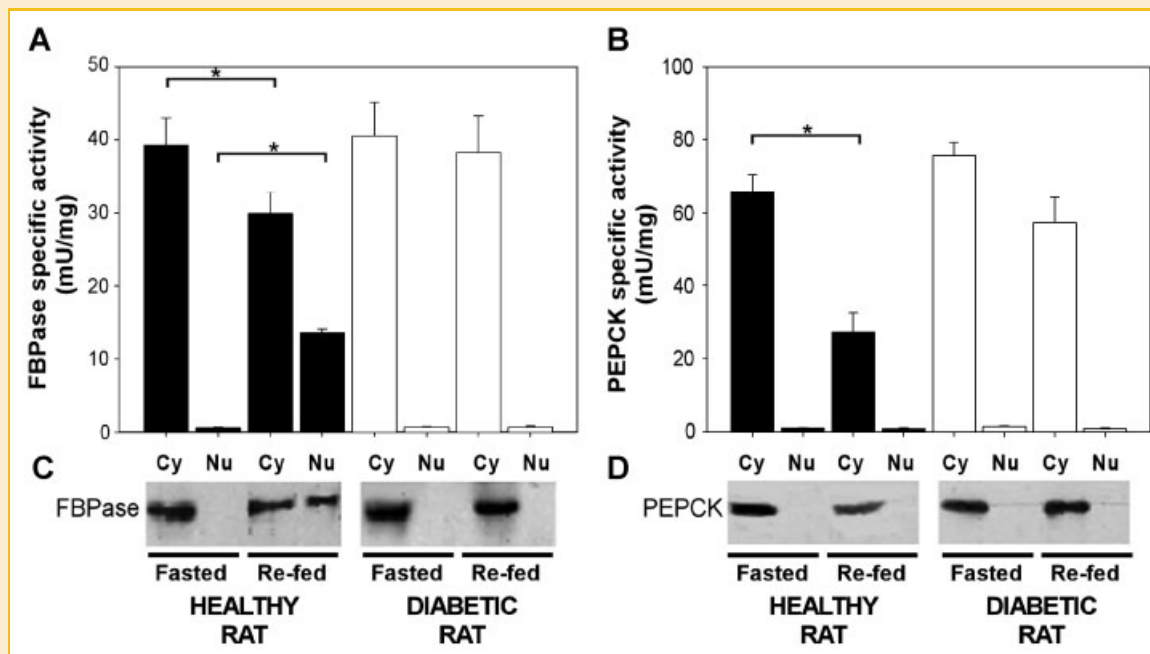 A
FBPase specific activity
(mU/mg)
50
40
30
20
10
0
*
*
Cy Nu Cy Nu Cy Nu Cy Nu
B
PEPCK specific activity
(mU/mg)
100
80
60
40
20
0
*
Cy Nu Cy Nu Cy Nu Cy Nu
C
FBPase
Fasted Re-fed Fasted Re-fed
HEALTHY DIABETIC
RAT RAT
D
PEPCK
Fasted Re-fed Fasted Re-fed
HEALTHY DIABETIC
RAT RAT